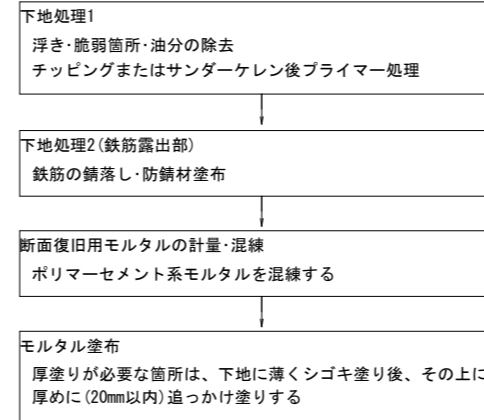 下地処理1
浮き･脆弱箇所･油分の除去
チッピングまたはサンダーケレン後プライマー処理
下地処理2(鉄筋露出部)
鉄筋の錆落し･防錆材塗布
断面復旧用モルタルの計量･混練
ポリマーセメント系モルタルを混練する
モルタル塗布
厚塗りが必要な箇所は、下地に薄くシゴキ塗り後、その上に
厚めに(20mm以内)追っかけ塗りする